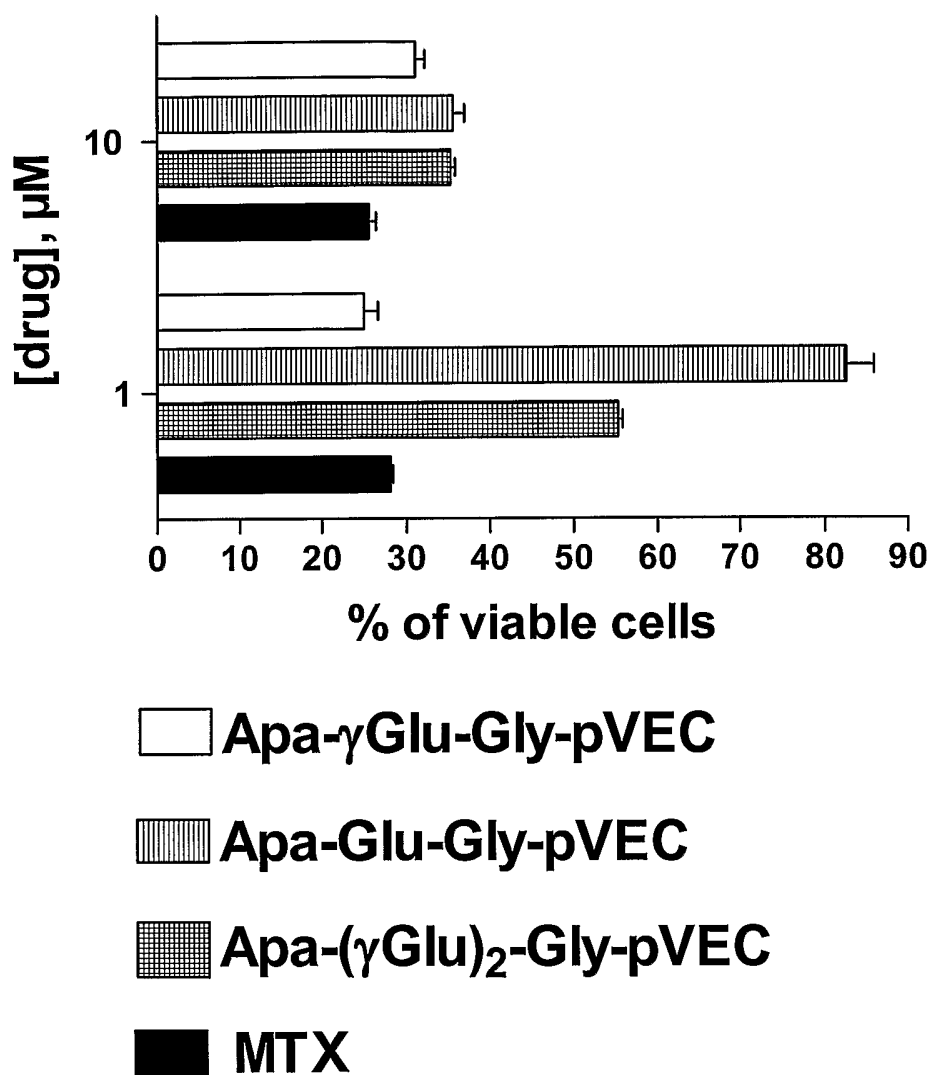 [drug], µM
10
1
0 10 20 30 40 50 60 70 80 90
% of viable cells
Apa-γGlu-Gly-pVEC
Apa-Glu-Gly-pVEC
Apa-(γGlu)₂-Gly-pVEC
MTX